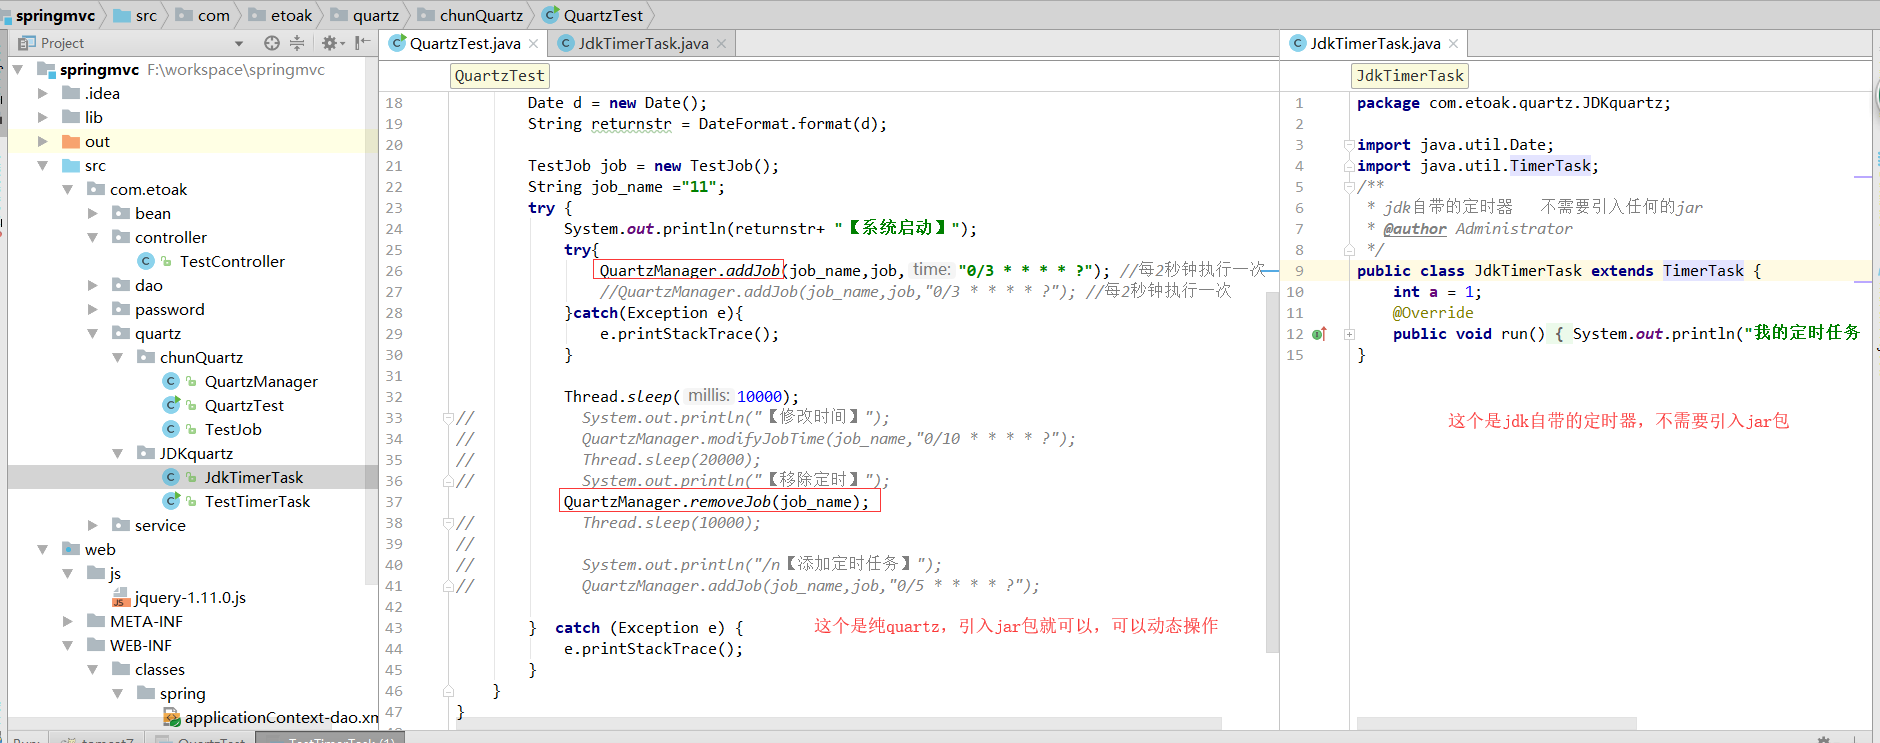 springmvc src com etoak quartz chunQuartz QuartzTest
Project
springmvc F:\workspace\springmvc
.idea
lib
out
src
com.etoak
bean
controller
TestController
dao
password
quartz
chunQuartz
QuartzManager
QuartzTest
TestJob
JDKquartz
JdkTimerTask
TestTimerTask
service
web
js
jquery-1.11.0.js
META-INF
WEB-INF
classes
spring
applicationContext-dao.xm
QuartzTest.java JdkTimerTask.java
QuartzTest
18 Date d = new Date();
19 String returnstr = DateFormat.format(d);
20
21 TestJob job = new TestJob();
22 String job_name ="11";
23 try {
24 System.out.println(returnstr+ "【系统启动】");
25 try{
26 QuartzManager.addJob(job_name,job, time: "0/3 * * * * ?"); //每2秒钟执行一次
27 //QuartzManager.addJob(job_name,job,"0/3 * * * * ?"); //每2秒钟执行一次
28 }catch(Exception e){
29 e.printStackTrace();
30 }
31
32 Thread.sleep( millis: 10000);
33 // System.out.println("【修改时间】");
34 // QuartzManager.modifyJobTime(job_name,"0/10 * * * * ?");
35 // Thread.sleep(20000);
36 // System.out.println("【移除定时】");
37 QuartzManager.removeJob(job_name);
38 // Thread.sleep(10000);
39 //
40 // System.out.println("/n【添加定时任务】");
41 // QuartzManager.addJob(job_name,job,"0/5 * * * * ?");
42
43 } catch (Exception e) {
这个是纯quartz，引入jar包就可以，可以动态操作
44 e.printStackTrace();
45 }
46 }
47 }
JdkTimerTask.java
JdkTimerTask
1 package com.etoak.quartz.JDKquartz;
2
3 import java.util.Date;
4 import java.util.TimerTask;
5 /**
6 * jdk自带的定时器 不需要引入任何的jar
7 * @author Administrator
8 */
9 public class JdkTimerTask extends TimerTask {
10 int a = 1;
11 @Override
12 public void run() { System.out.println("我的定时任务
15 }
这个是jdk自带的定时器，不需要引入jar包
Run: tomcat7 QuartzTest TestTimerTask (1)